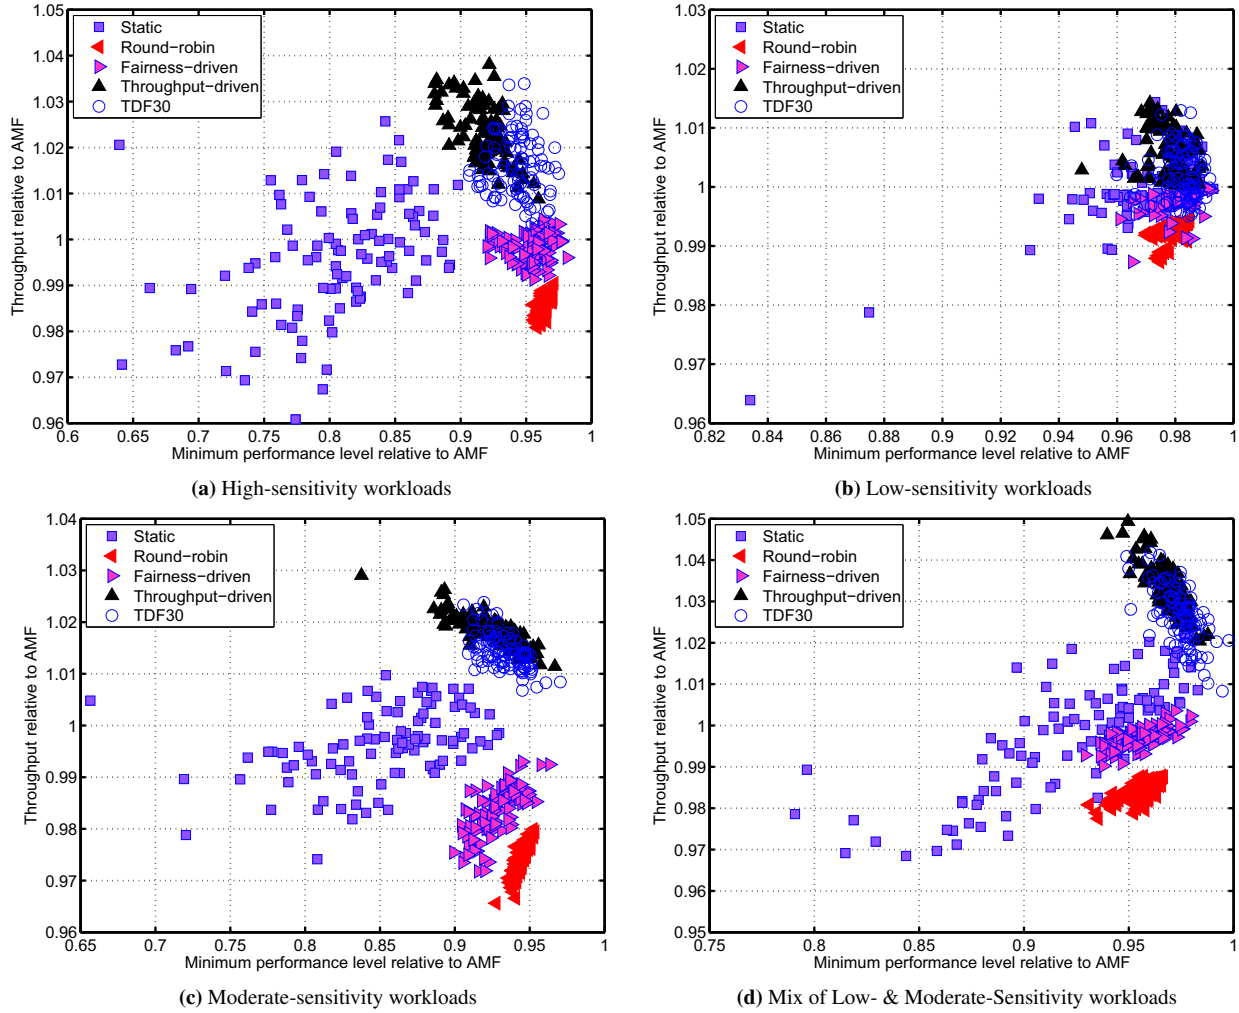 1.05
1.04
1.03
1.02
1.01
1
0.99
0.98
0.97
0.96
Throughput relative to AMF
Static
Round-robin
Fairness-driven
Throughput-driven
TDF30
0.6 0.65 0.7 0.75 0.8 0.85 0.9 0.95 1
Minimum performance level relative to AMF
(a) High-sensitivity workloads
1.03
1.02
1.01
1
0.99
0.98
0.97
0.96
Throughput relative to AMF
Static
Round-robin
Fairness-driven
Throughput-driven
TDF30
0.82 0.84 0.86 0.88 0.9 0.92 0.94 0.96 0.98 1
Minimum performance level relative to AMF
(b) Low-sensitivity workloads
1.04
1.03
1.02
1.01
1
0.99
0.98
0.97
0.96
Throughput relative to AMF
Static
Round-robin
Fairness-driven
Throughput-driven
TDF30
0.65 0.7 0.75 0.8 0.85 0.9 0.95 1
Minimum performance level relative to AMF
(c) Moderate-sensitivity workloads
1.05
1.04
1.03
1.02
1.01
1
0.99
0.98
0.97
0.96
0.95
Throughput relative to AMF
Static
Round-robin
Fairness-driven
Throughput-driven
TDF30
0.75 0.8 0.85 0.9 0.95 1
Minimum performance level relative to AMF
(d) Mix of Low- & Moderate-Sensitivity workloads